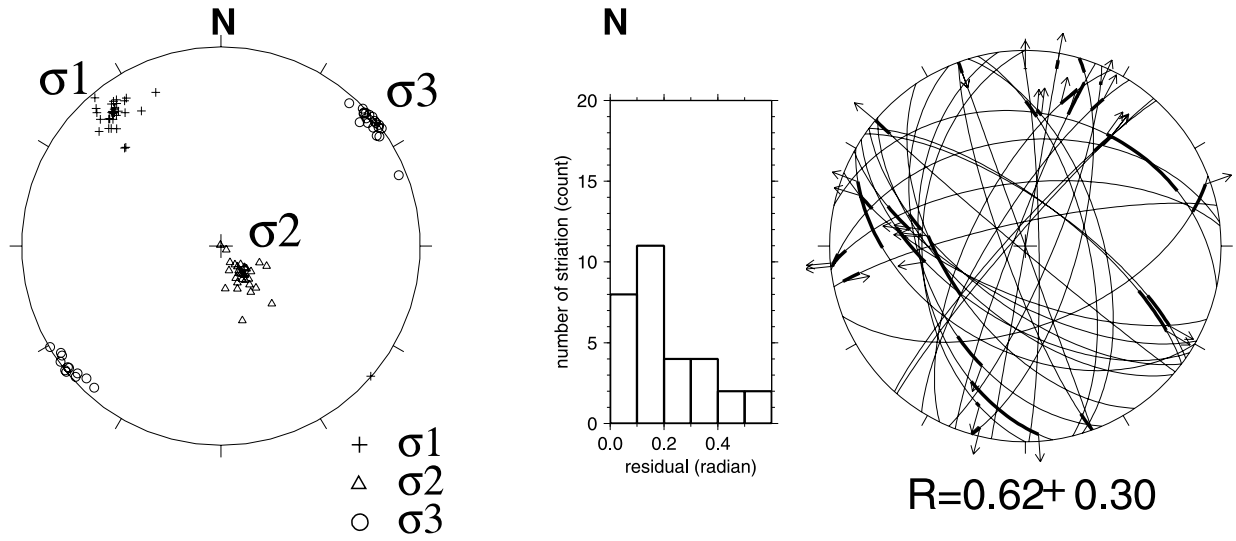 N
σ1
σ3
σ2
+ σ1
△ σ2
○ σ3
N
number of striation (count)
20
15
10
5
0
0.0 0.2 0.4
residual (radian)
R=0.62+ 0.30